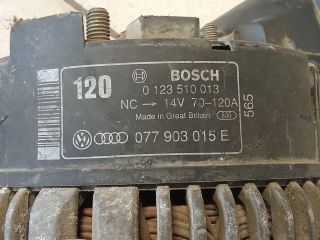 120 BOSCH
0 123 510 013
NC → 14V 70-120A
Made in Great Britain
077 903 015 E
565